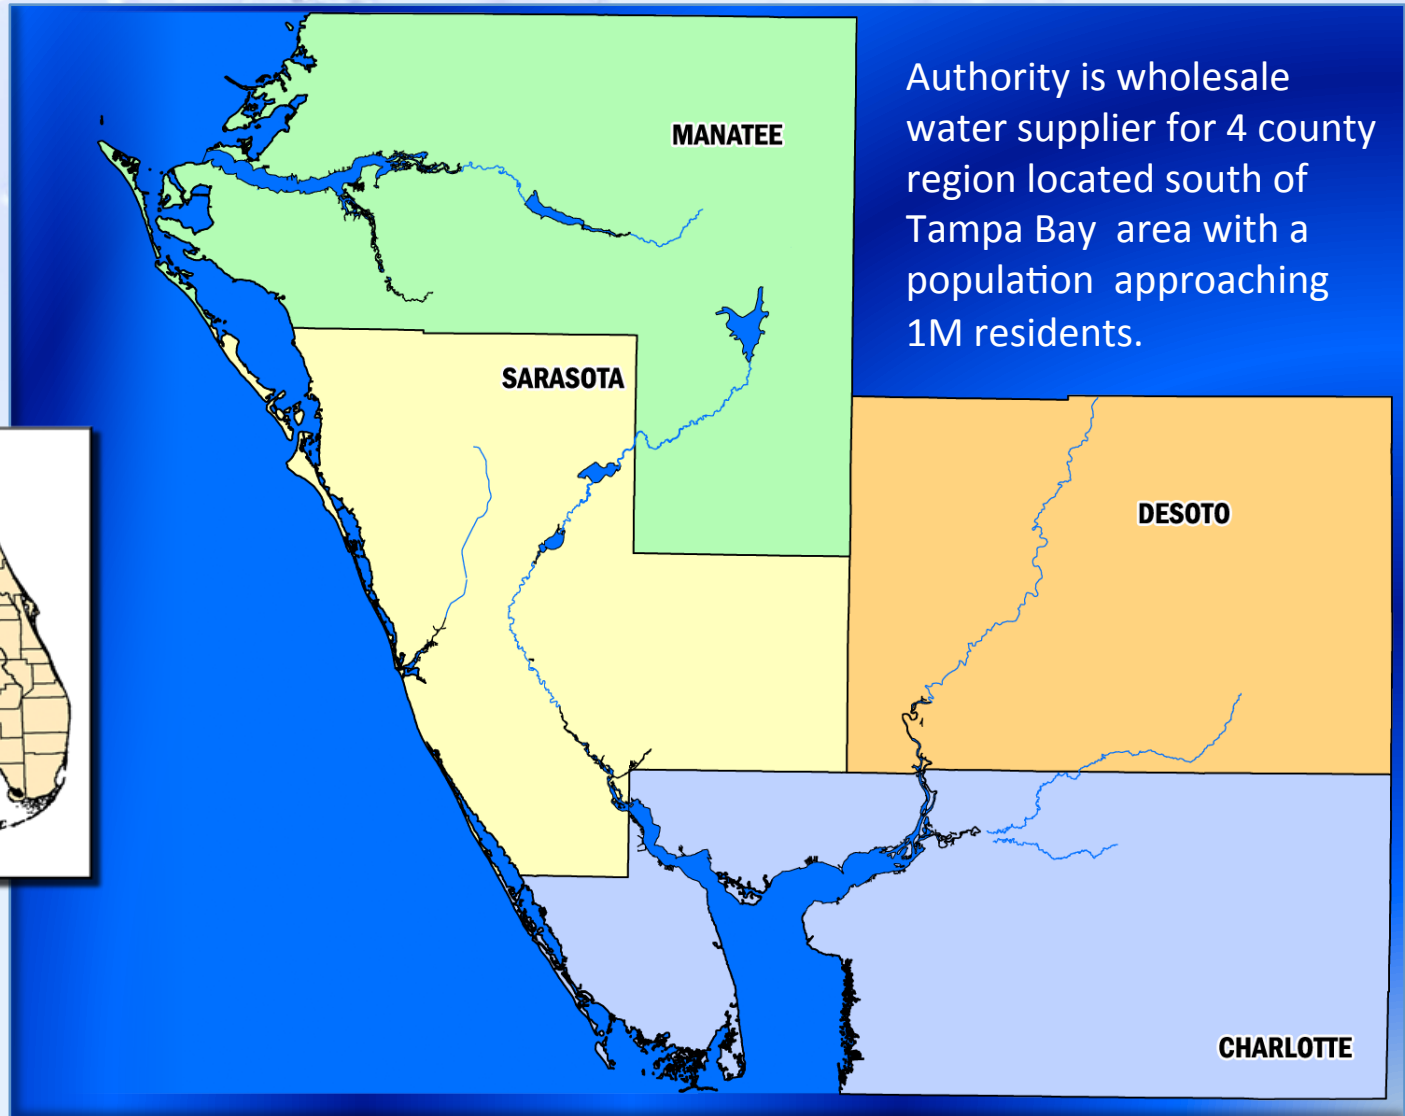 Authority is wholesale
water supplier for 4 county
region located south of
Tampa Bay area with a
population approaching
1M residents.
MANATEE
SARASOTA
DESOTO
CHARLOTTE